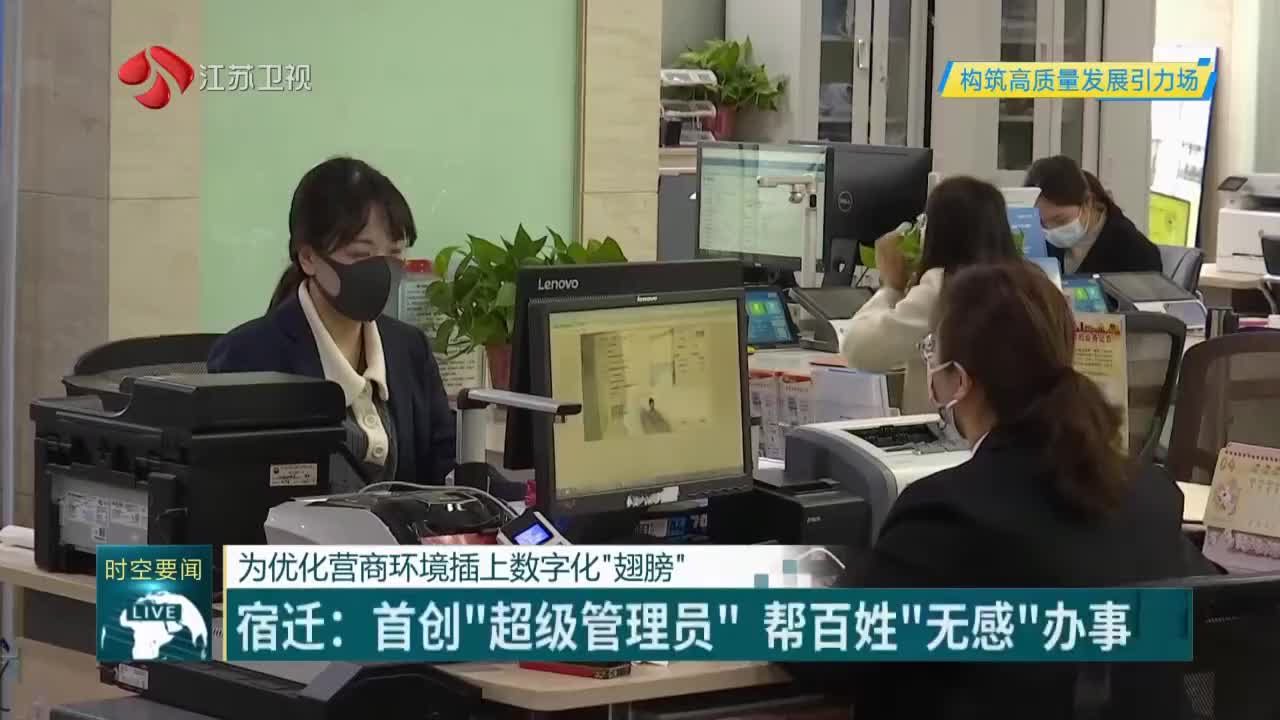 江苏卫视
构筑高质量发展引力场
Lenovo
lenovo
DELL
时空要闻
LIVE
为优化营商环境插上数字化"翅膀"
宿迁：首创"超级管理员" 帮百姓"无感"办事